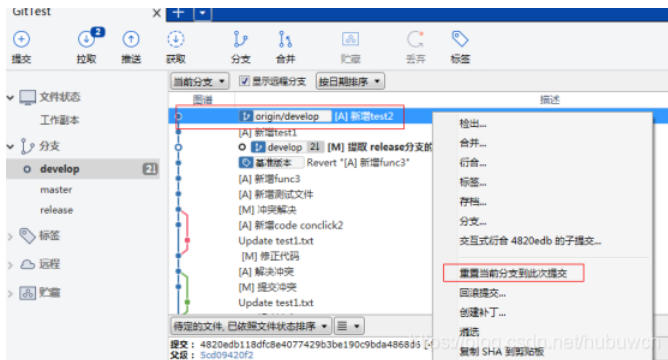 GitTest
2
提交
拉取
推送
获取
分支
合并
贮藏
丢弃
标签
当前分支
显示远程分支
按日期排序
文件状态
工作副本
分支
develop
2
master
release
标签
远程
贮藏
图谱
描述
origin/develop [A] 新增test2
[A] 新增test1
develop 2 [M] 提取 release分支的
基准版本 Revert "[A] 新增func3"
[A] 新增func3
[A] 新增测试文件
[M] 冲突解决
[A] 新增code conclick2
Update test1.txt
[M] 修正代码
[A] 解决冲突
[M] 提交冲突
Update test1.txt
检出...
合并...
衍合...
标签...
存档...
分支...
交互式衍合 4820edb 的子提交...
重置当前分支到此次提交
回滚提交...
创建补丁...
遴选
复制 SHA 到剪贴板
待定的文件, 已依照文件状态排序
提交: 4820edb118dfc8e4077429b3be190c9bda4868d6 [4
父级: 5cd09420f2
https://blog.csdn.net/hubuwch